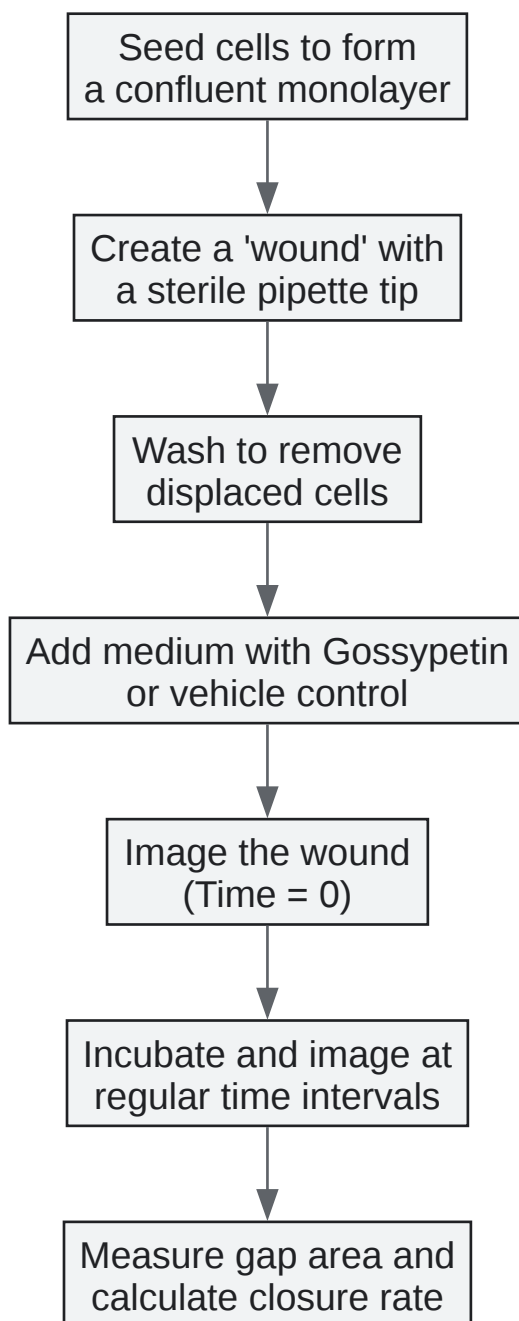 Seed cells to form
a confluent monolayer
Create a 'wound' with
a sterile pipette tip
Wash to remove
displaced cells
Add medium with Gossypetin
or vehicle control
Image the wound
(Time = 0)
Incubate and image at
regular time intervals
Measure gap area and
calculate closure rate